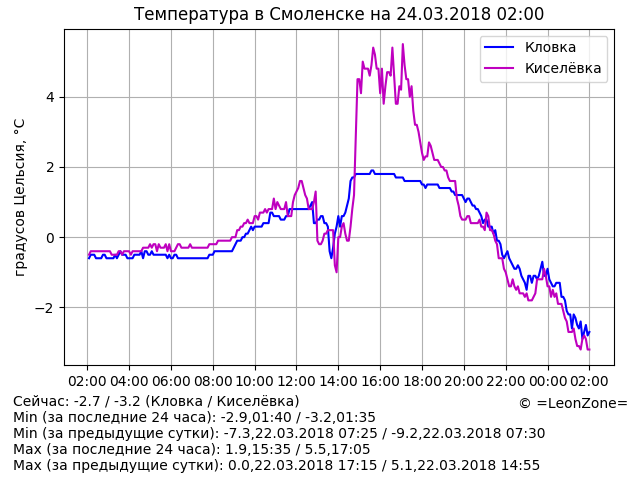 Температура в Смоленске на 24.03.2018 02:00
Кловка
Киселёвка
градусов Цельсия, °C
4
2
0
−2
02:00 04:00 06:00 08:00 10:00 12:00 14:00 16:00 18:00 20:00 22:00 00:00 02:00
Сейчас: -2.7 / -3.2 (Кловка / Киселёвка)
© =LeonZone=
Min (за последние 24 часа): -2.9,01:40 / -3.2,01:35
Min (за предыдущие сутки): -7.3,22.03.2018 07:25 / -9.2,22.03.2018 07:30
Max (за последние 24 часа): 1.9,15:35 / 5.5,17:05
Max (за предыдущие сутки): 0.0,22.03.2018 17:15 / 5.1,22.03.2018 14:55